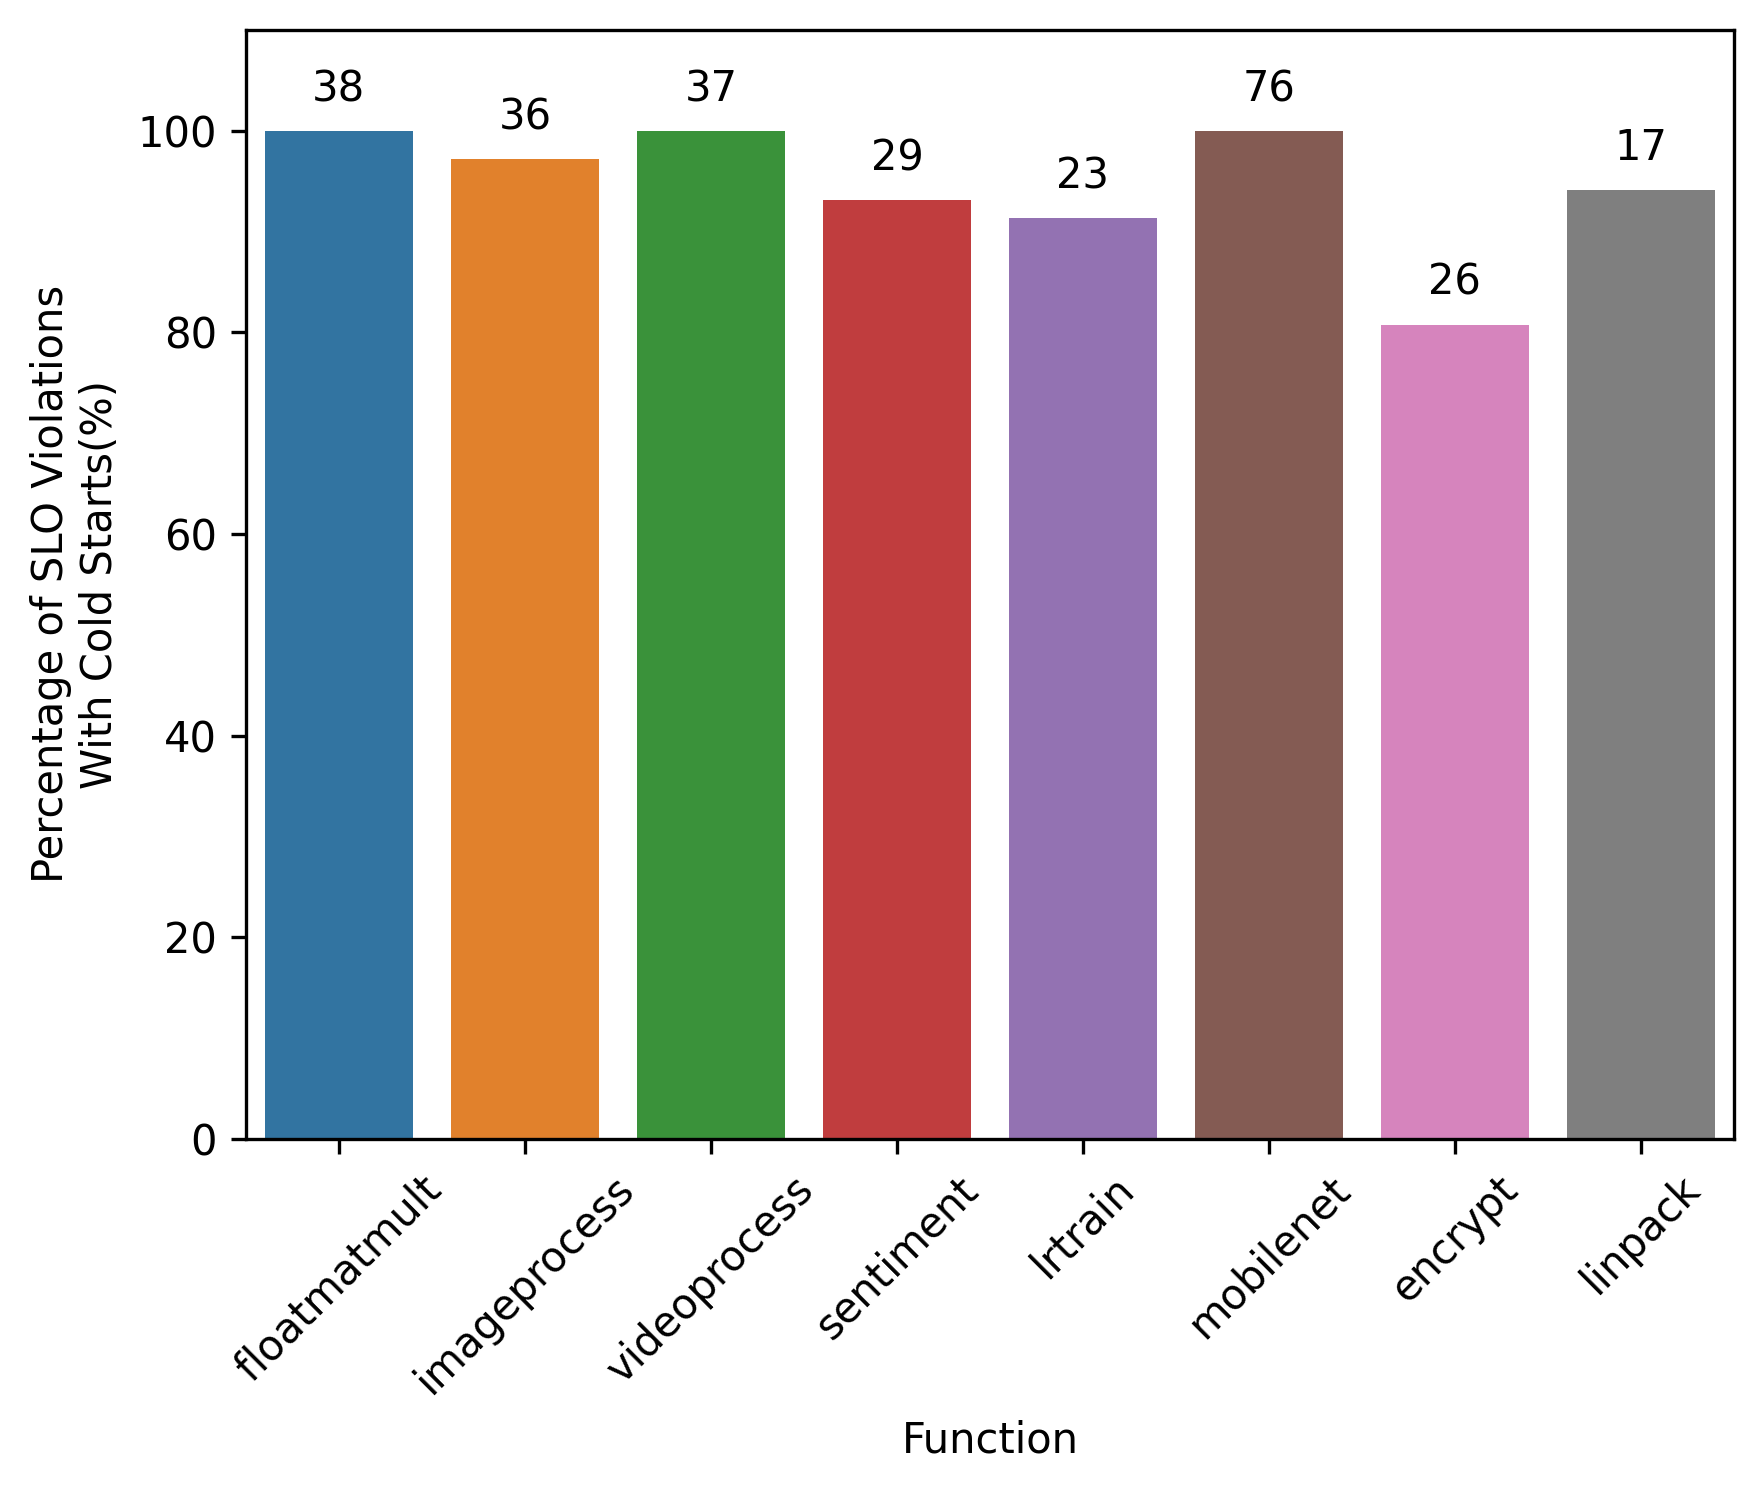 38
36
37
29
23
76
26
17
100
80
60
40
20
0
Percentage of SLO Violations
With Cold Starts(%)
floatmatmult
imageprocess
videoprocess
sentiment
lrtrain
mobilenet
encrypt
linpack
Function